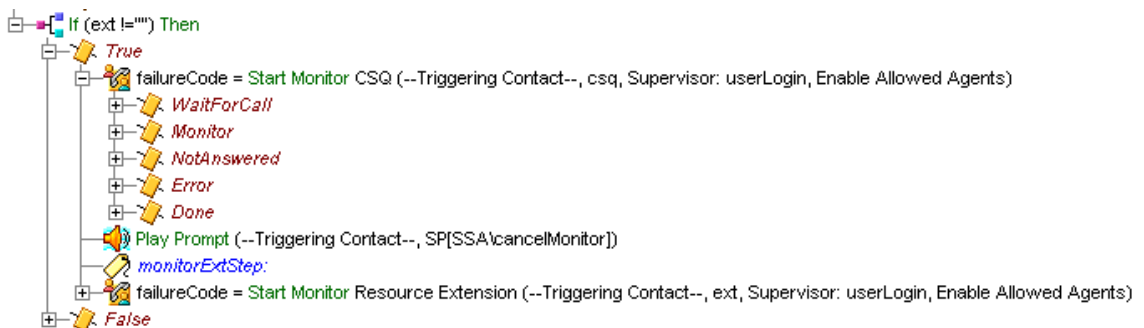 If (ext !="") Then
True
failureCode = Start Monitor CSQ (--Triggering Contact--, csq, Supervisor: userLogin, Enable Allowed Agents)
WaitForCall
Monitor
NotAnswered
Error
Done
Play Prompt (--Triggering Contact--, SP[SSA\cancelMonitor])
monitorExtStep:
failureCode = Start Monitor Resource Extension (--Triggering Contact--, ext, Supervisor: userLogin, Enable Allowed Agents)
False